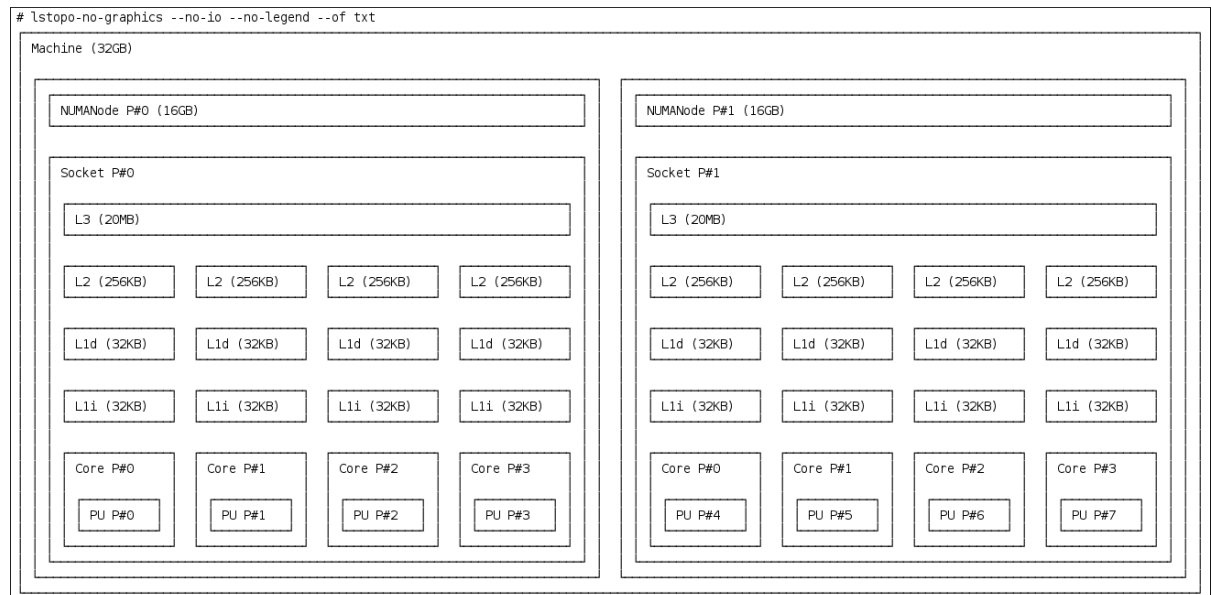 # lstopo-no-graphics --no-io --no-legend --of txt
Machine (32GB)
NUMANode P#0 (16GB) NUMANode P#1 (16GB)
Socket P#0 Socket P#1
L3 (20MB) L3 (20MB)
L2 (256KB) L2 (256KB) L2 (256KB) L2 (256KB) L2 (256KB) L2 (256KB) L2 (256KB) L2 (256KB)
L1d (32KB) L1d (32KB) L1d (32KB) L1d (32KB) L1d (32KB) L1d (32KB) L1d (32KB) L1d (32KB)
L1i (32KB) L1i (32KB) L1i (32KB) L1i (32KB) L1i (32KB) L1i (32KB) L1i (32KB) L1i (32KB)
Core P#0 Core P#1 Core P#2 Core P#3 Core P#0 Core P#1 Core P#2 Core P#3
PU P#0 PU P#1 PU P#2 PU P#3 PU P#4 PU P#5 PU P#6 PU P#7